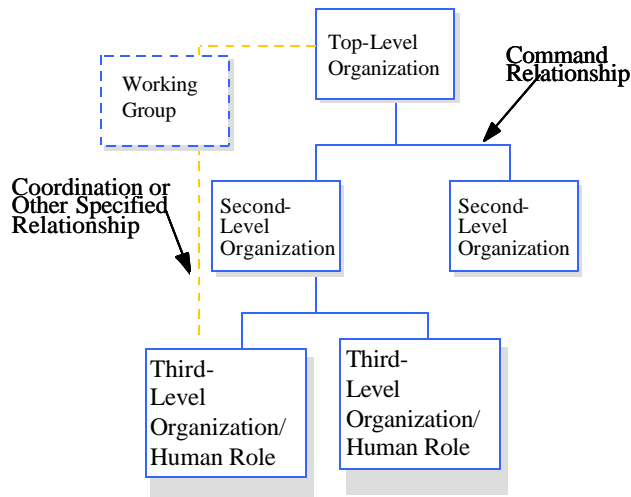 Top-Level
Organization
Command
Relationship
Working
Group
Coordination or
Other Specified
Relationship
Second-
Level
Organization
Second-
Level
Organization
Third-
Level
Organization/
Human Role
Third-
Level
Organization/
Human Role